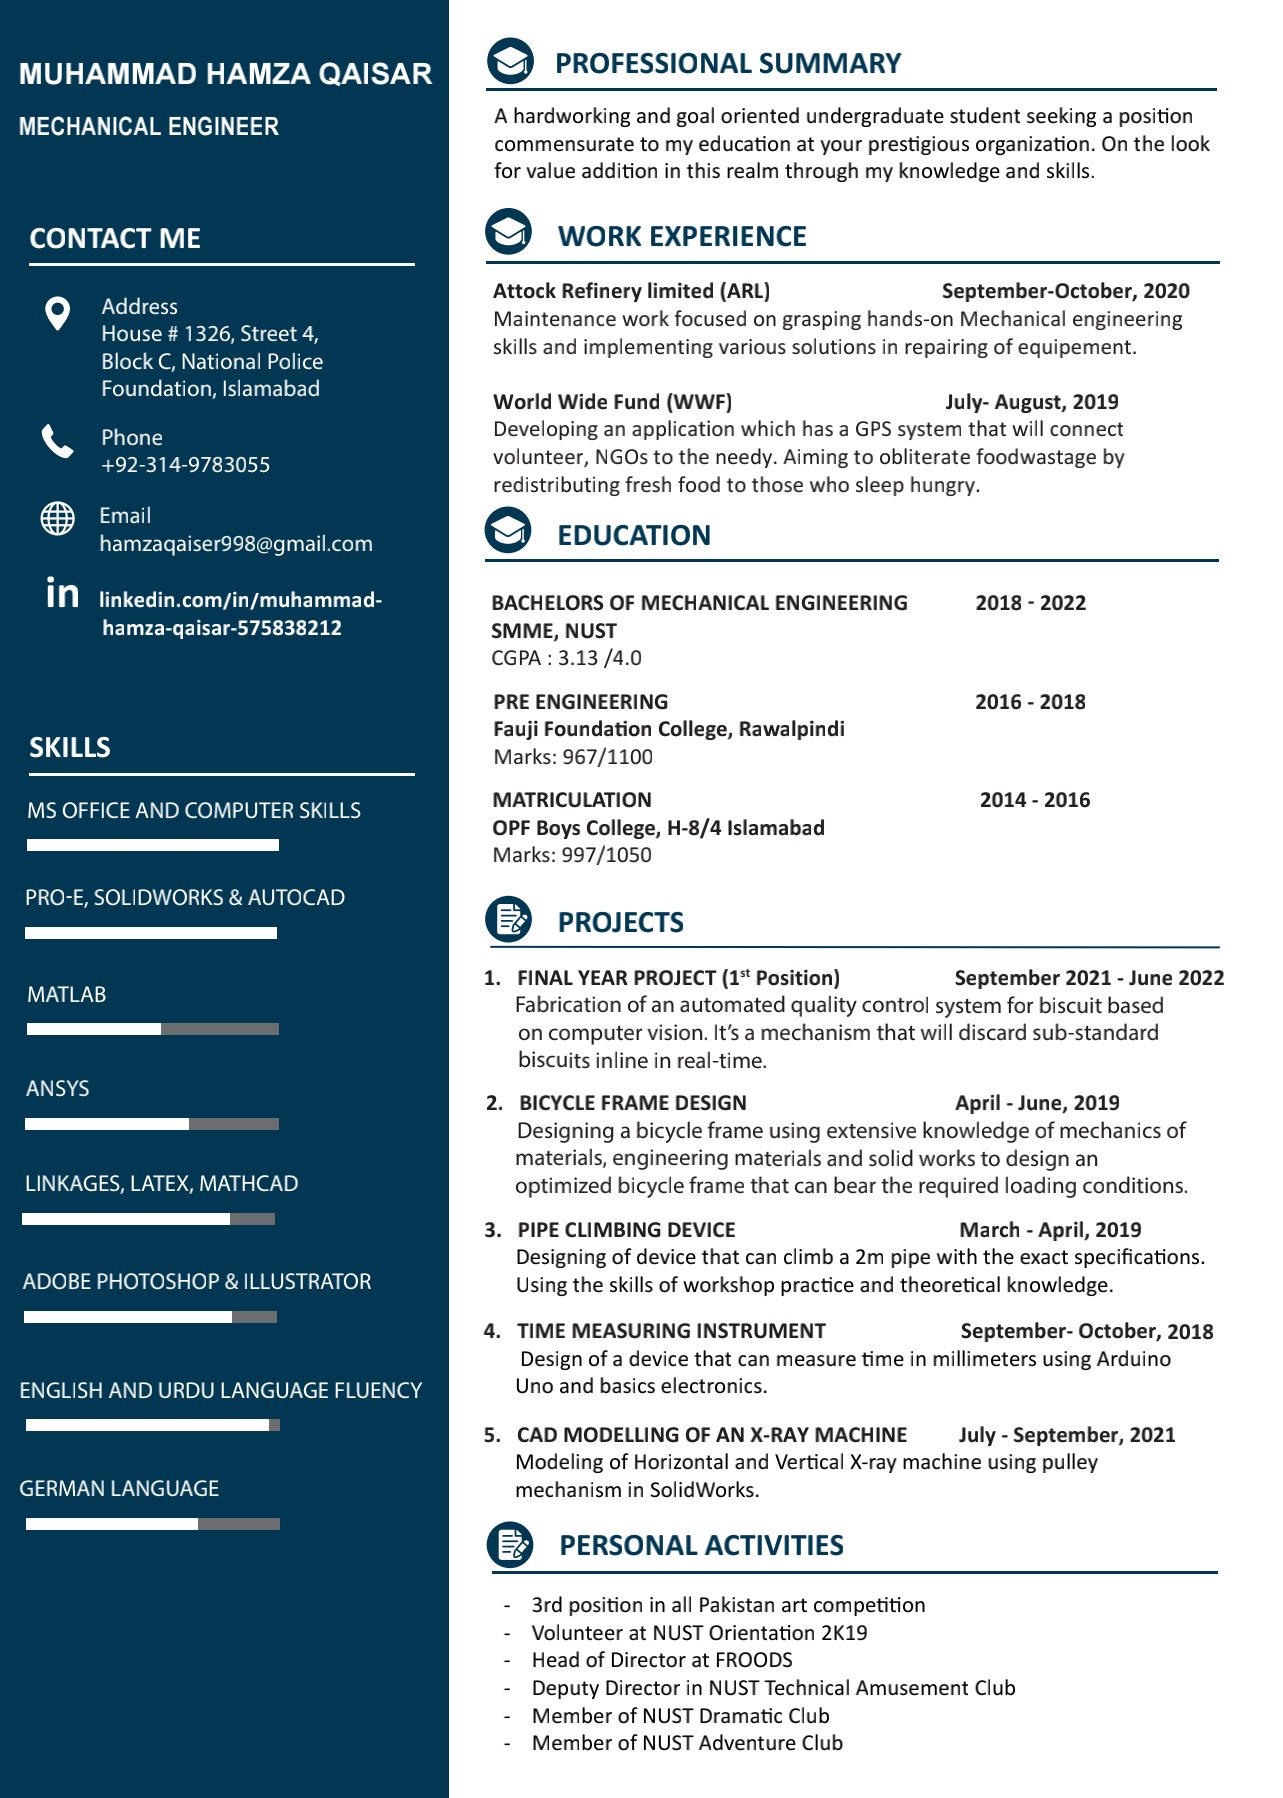 MUHAMMAD HAMZA QAISAR
MECHANICAL ENGINEER
CONTACT ME
Address
House # 1326, Street 4,
Block C, National Police
Foundation, Islamabad
Phone
+92-314-9783055
Email
hamzaqaiser998@gmail.com
in linkedin.com/in/muhammad-
hamza-qaisar-575838212
SKILLS
MS OFFICE AND COMPUTER SKILLS
PRO-E, SOLIDWORKS & AUTOCAD
MATLAB
ANSYS
LINKAGES, LATEX, MATHCAD
ADOBE PHOTOSHOP & ILLUSTRATOR
ENGLISH AND URDU LANGUAGE FLUENCY
GERMAN LANGUAGE
PROFESSIONAL SUMMARY
A hardworking and goal oriented undergraduate student seeking a position
commensurate to my education at your prestigious organization. On the look
for value addition in this realm through my knowledge and skills.
WORK EXPERIENCE
Attock Refinery limited (ARL) September-October, 2020
Maintenance work focused on grasping hands-on Mechanical engineering
skills and implementing various solutions in repairing of equipement.
World Wide Fund (WWF) July- August, 2019
Developing an application which has a GPS system that will connect
volunteer, NGOs to the needy. Aiming to obliterate foodwastage by
redistributing fresh food to those who sleep hungry.
EDUCATION
BACHELORS OF MECHANICAL ENGINEERING 2018 - 2022
SMME, NUST
CGPA : 3.13 /4.0
PRE ENGINEERING 2016 - 2018
Fauji Foundation College, Rawalpindi
Marks: 967/1100
MATRICULATION 2014 - 2016
OPF Boys College, H-8/4 Islamabad
Marks: 997/1050
PROJECTS
1. FINAL YEAR PROJECT (1st Position) September 2021 - June 2022
Fabrication of an automated quality control system for biscuit based
on computer vision. It’s a mechanism that will discard sub-standard
biscuits inline in real-time.
2. BICYCLE FRAME DESIGN April - June, 2019
Designing a bicycle frame using extensive knowledge of mechanics of
materials, engineering materials and solid works to design an
optimized bicycle frame that can bear the required loading conditions.
3. PIPE CLIMBING DEVICE March - April, 2019
Designing of device that can climb a 2m pipe with the exact specifications.
Using the skills of workshop practice and theoretical knowledge.
4. TIME MEASURING INSTRUMENT September- October, 2018
Design of a device that can measure time in millimeters using Arduino
Uno and basics electronics.
5. CAD MODELLING OF AN X-RAY MACHINE July - September, 2021
Modeling of Horizontal and Vertical X-ray machine using pulley
mechanism in SolidWorks.
PERSONAL ACTIVITIES
- 3rd position in all Pakistan art competition
- Volunteer at NUST Orientation 2K19
- Head of Director at FROODS
- Deputy Director in NUST Technical Amusement Club
- Member of NUST Dramatic Club
- Member of NUST Adventure Club